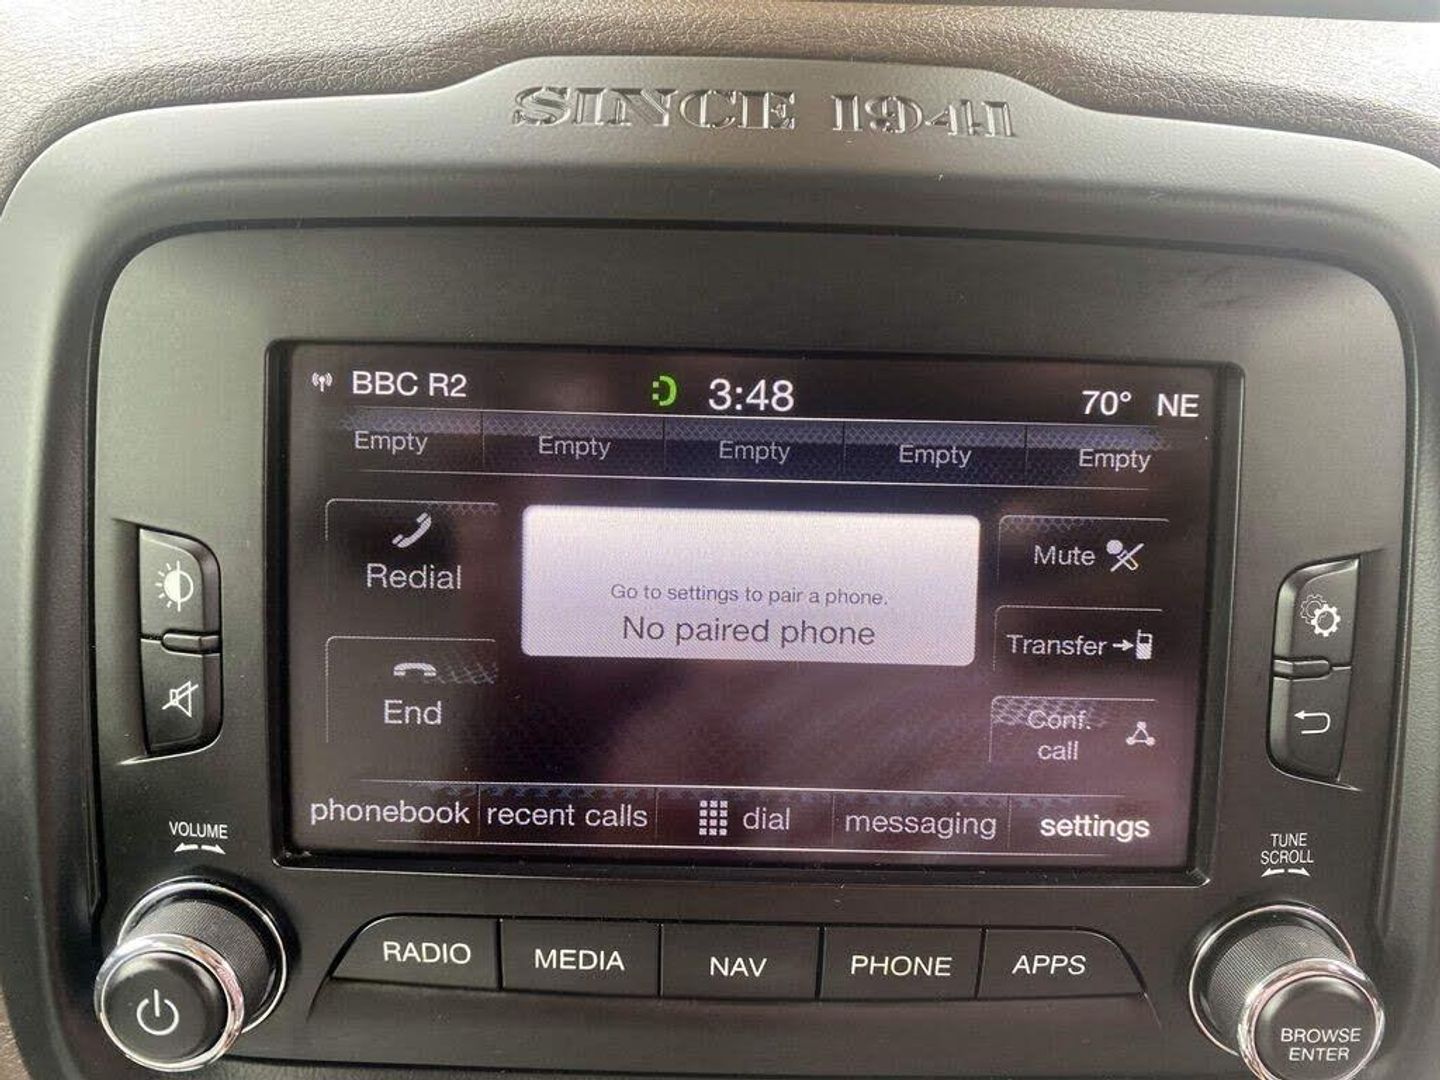 SINCE 1941
BBC R2
3:48
70° NE
Empty
Empty
Empty
Empty
Empty
Redial
Go to settings to pair a phone.
No paired phone
Mute
Transfer
End
Conf.
call
phonebook
recent calls
dial
messaging
settings
VOLUME
TUNE
SCROLL
RADIO
MEDIA
NAV
PHONE
APPS
BROWSE
ENTER